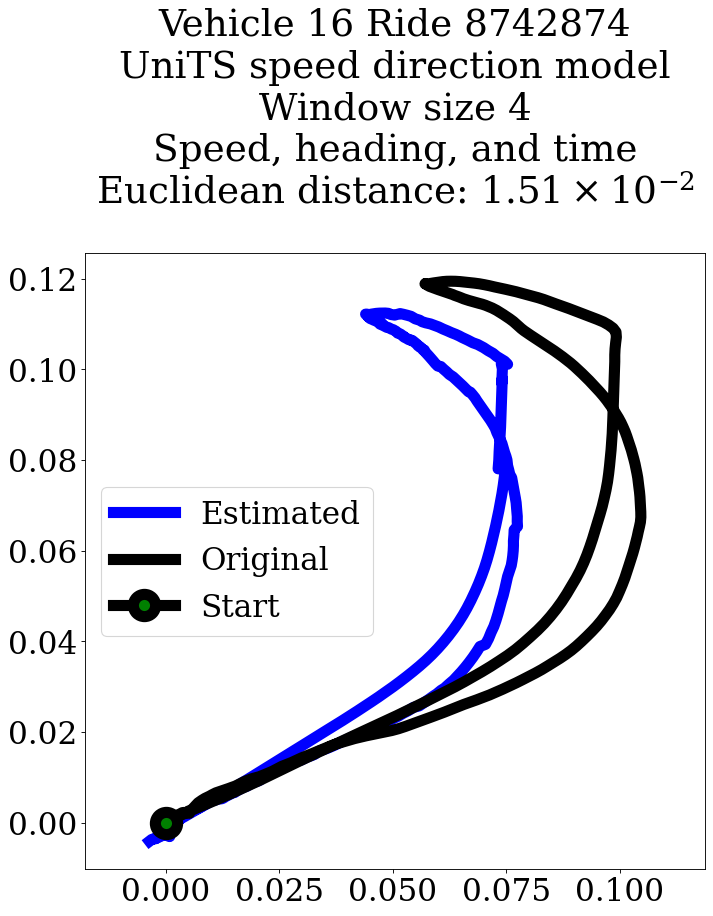 Vehicle 16 Ride 8742874
UniTS speed direction model
Window size 4
Speed, heading, and time
Euclidean distance: 1.51 × 10⁻²
0.12
0.10
0.08
0.06
0.04
0.02
0.00
Estimated
Original
Start
0.000 0.025 0.050 0.075 0.100